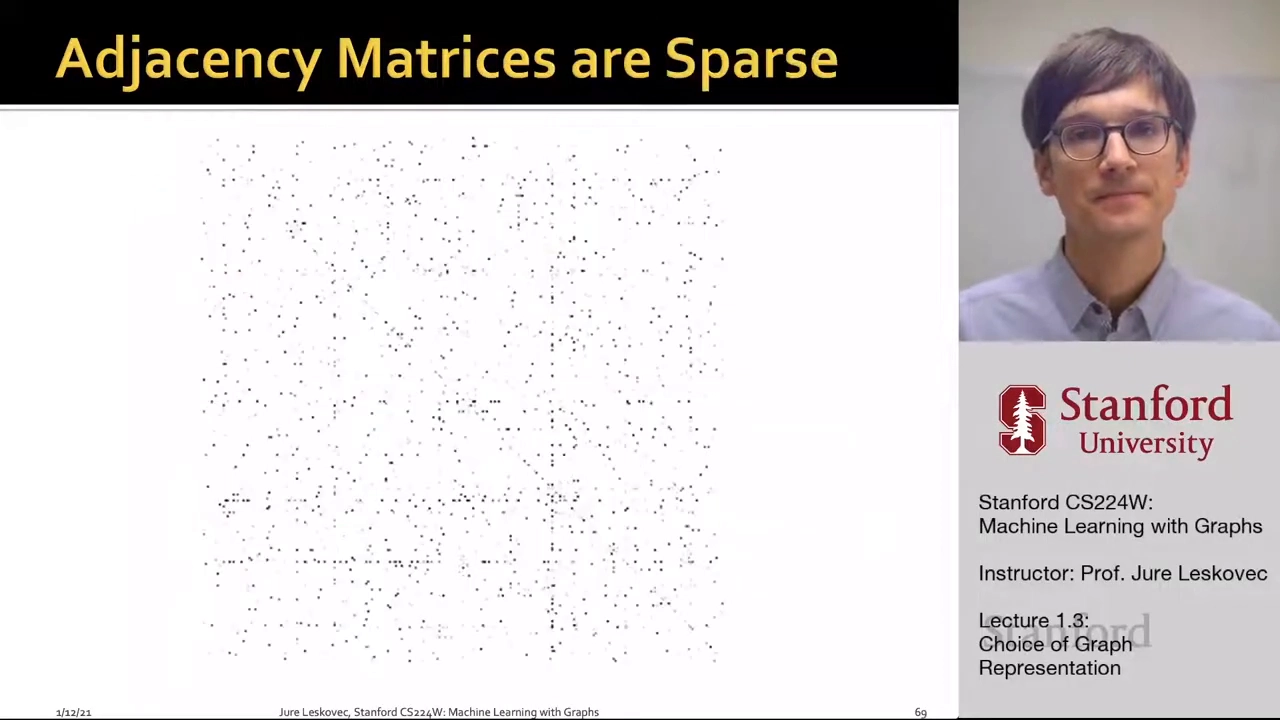 Adjacency Matrices are Sparse
Stanford
University
Stanford CS224W:
Machine Learning with Graphs
Instructor: Prof. Jure Leskovec
Lecture 1.3:
Choice of Graph
Representation
Stanford
1/12/21
Jure Leskovec, Stanford CS224W: Machine Learning with Graphs
69